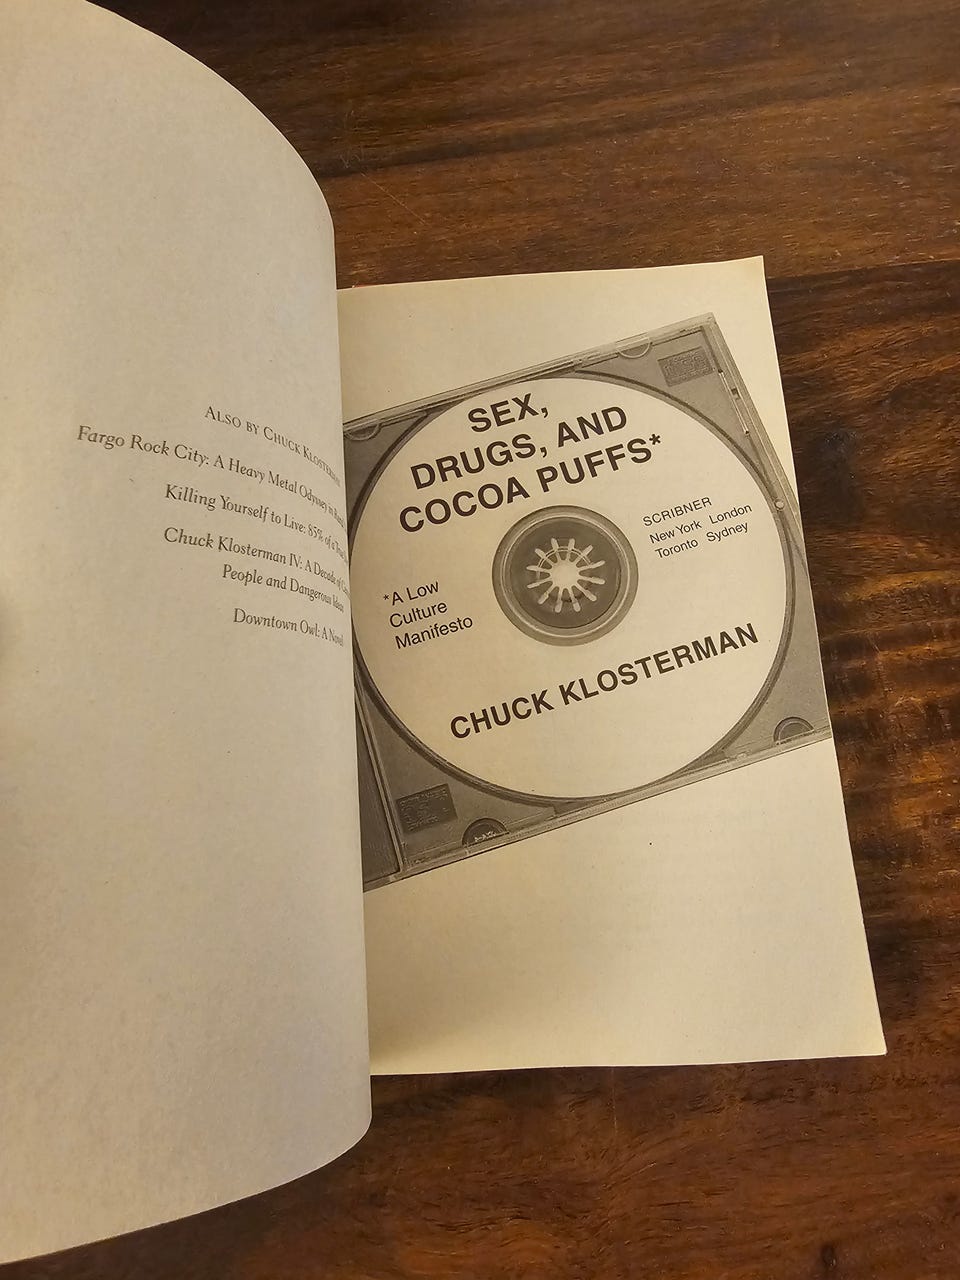 ALSO BY CHUCK KLOSTERMAN
Fargo Rock City: A Heavy Metal Odyssey in
Killing Yourself to Live: 85% of a True
Chuck Klosterman IV: A Decade of
People and Dangerous Ideas
Downtown Owl: A Novel
SEX,
DRUGS, AND
COCOA PUFFS*
SCRIBNER
New York London
Toronto Sydney
*A Low
Culture
Manifesto
CHUCK KLOSTERMAN